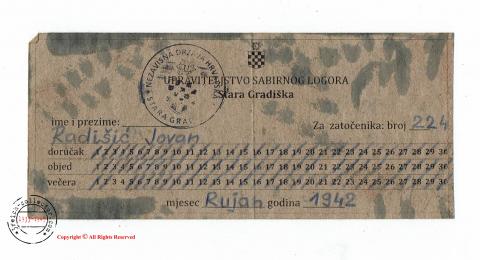 NEZAVISNA DRŽAVA HRVATSKA
STARA GRADIŠKA
UPRAVITELJSTVO SABIRNOG LOGORA
Stara Gradiška
ime i prezime: Za zatočenika: broj 224
Radišić Jovan
doručak 1 2 3 4 5 6 7 8 9 10 11 12 13 14 15 16 17 18 19 20 21 22 23 24 25 26 27 28 29 30
objed 1 2 3 4 5 6 7 8 9 10 11 12 13 14 15 16 17 18 19 20 21 22 23 24 25 26 27 28 29 30
večera 1 2 3 4 5 6 7 8 9 10 11 12 13 14 15 16 17 18 19 20 21 22 23 24 25 26 27 28 29 30
mjesec Rujan godina 1942
Copyright © All Rights Reserved